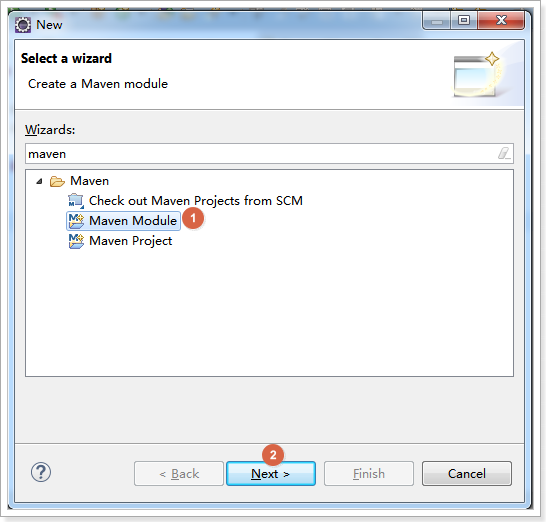 New
Select a wizard
Create a Maven module
Wizards:
maven
Maven
Check out Maven Projects from SCM
Maven Module 1
Maven Project
2
? < Back Next > Finish Cancel